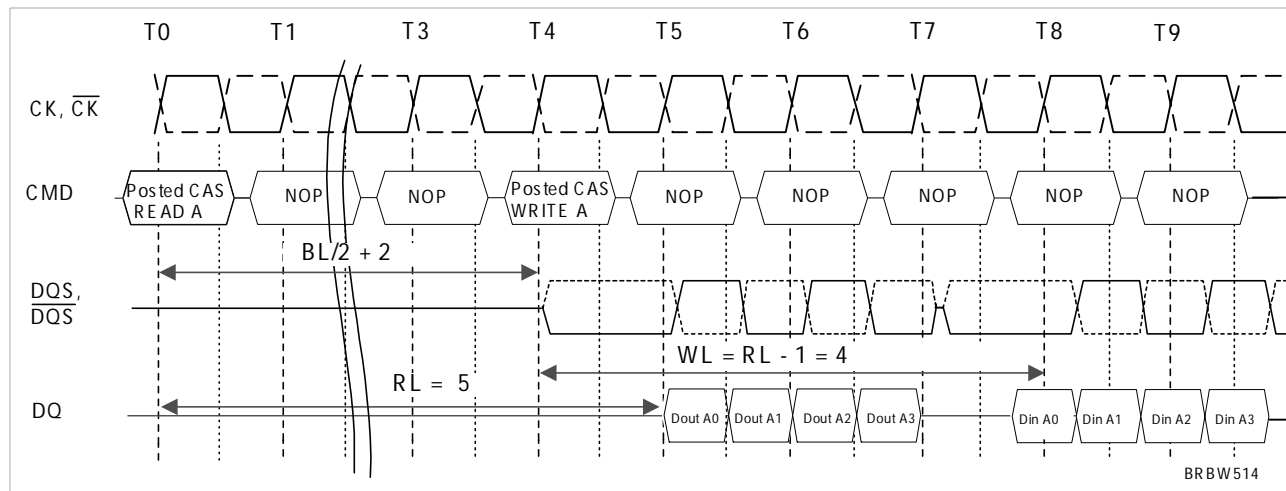 T0 T1 T3 T4 T5 T6 T7 T8 T9
CK, CK
CMD
Posted CAS
READ A
NOP
NOP
Posted CAS
WRITE A
NOP
NOP
NOP
NOP
NOP
BL/2 + 2
DQS,
DQS
WL = RL - 1 = 4
RL = 5
DQ
Dout A0 Dout A1 Dout A2 Dout A3 Din A0 Din A1 Din A2 Din A3
BRBW514